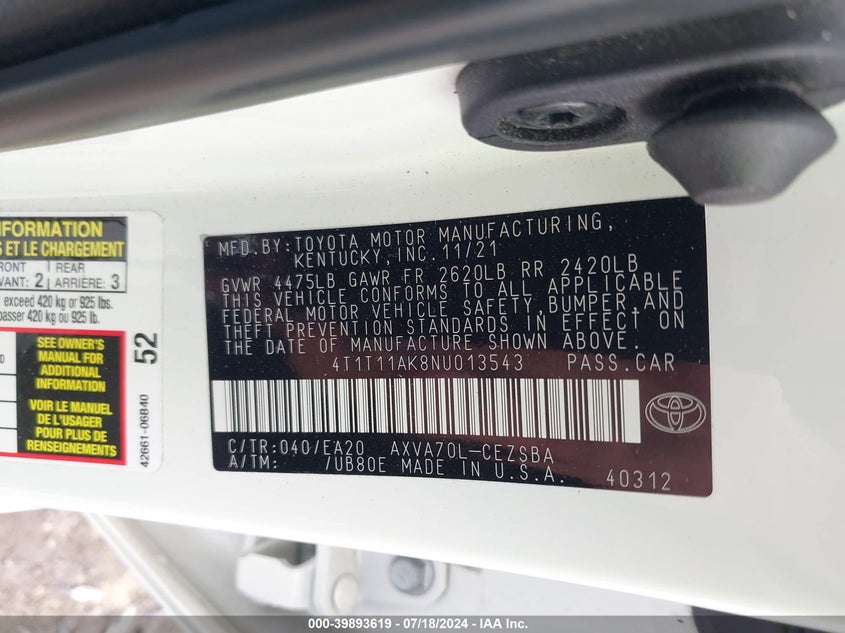 INFORMATION
S ET LE CHARGEMENT
FRONT
VANT: 2
REAR
ARRIÈRE: 3
exceed 420 kg or 925 lbs.
passer 420 kg ou 925 lb.
SEE OWNER'S
MANUAL FOR
ADDITIONAL
INFORMATION
VOIR LE MANUEL
DE L'USAGER
POUR PLUS DE
RENSEIGNEMENTS
52
42661-06B40
MFD.BY:TOYOTA MOTOR MANUFACTURING,
KENTUCKY,INC.11/21
GVWR 4475LB GAWR FR 2620LB RR 2420LB
THIS VEHICLE CONFORMS TO ALL APPLICABLE
FEDERAL MOTOR VEHICLE SAFETY,BUMPER,AND
THEFT PREVENTION STANDARDS IN EFFECT ON
THE DATE OF MANUFACTURE SHOWN ABOVE.
4T1T11AK8NU013543 PASS.CAR
C/TR:040/EA20 AXVA70L-CEZSBA
A/TM: /UB80E MADE IN U.S.A.
40312
000-39893619 - 07/18/2024 - IAA Inc.